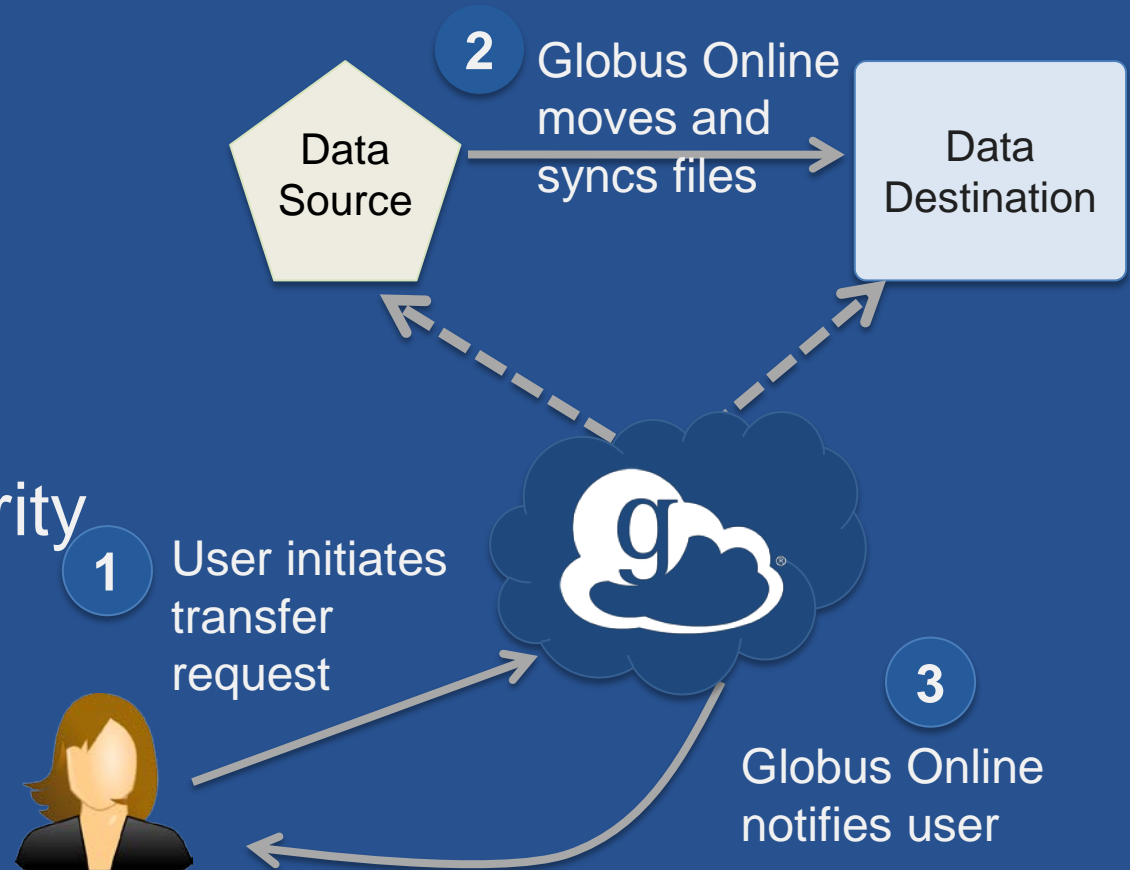 2
Globus Online
moves and
syncs files
Data
Source
Data
Destination
rity
1
User initiates
transfer
request
g
®
3
Globus Online
notifies user